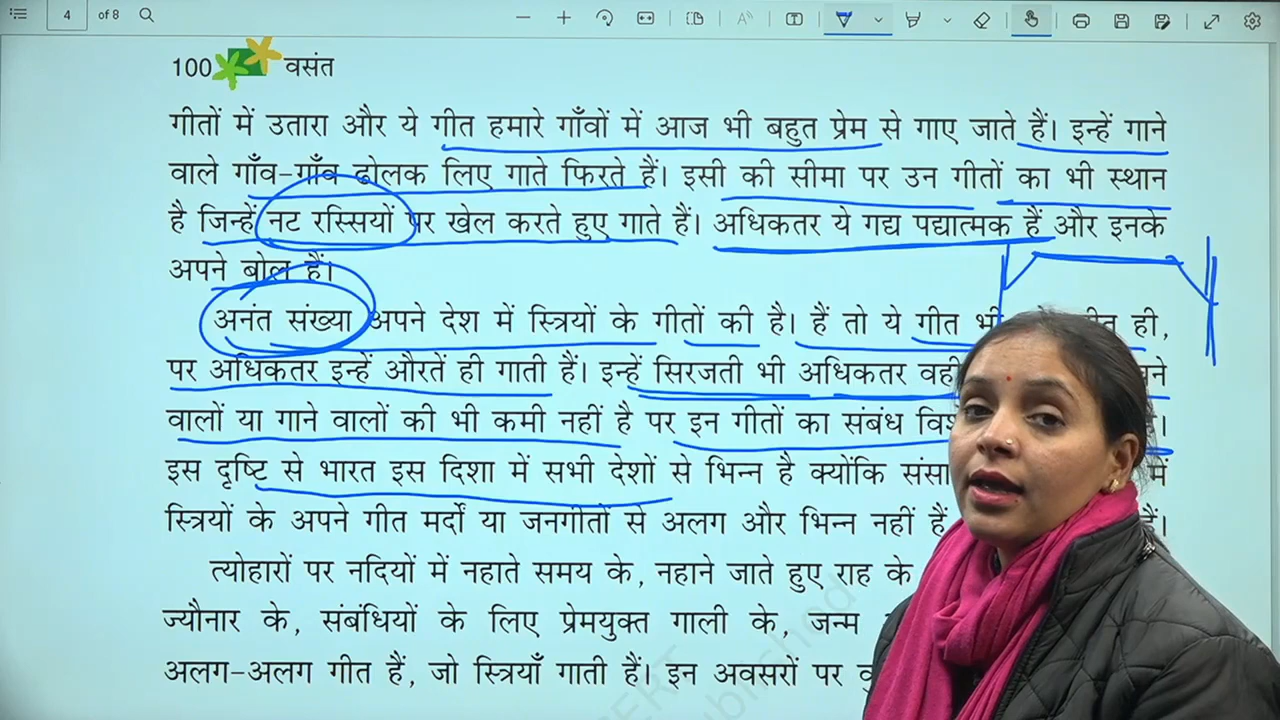 4 of 8
100 वसंत
गीतों में उतारा और ये गीत हमारे गाँवों में आज भी बहुत प्रेम से गाए जाते हैं। इन्हें गाने
वाले गाँव-गाँव ढोलक लिए गाते फिरते हैं। इसी की सीमा पर उन गीतों का भी स्थान
है जिन्हें नट रस्सियों पर खेल करते हुए गाते हैं। अधिकतर ये गद्य पद्यात्मक हैं और इनके
अपने बोल हैं।
अनंत संख्या अपने देश में स्त्रियों के गीतों की है। हैं तो ये गीत भी ही,
पर अधिकतर इन्हें औरतें ही गाती हैं। इन्हें सिरजती भी अधिकतर वही
वालों या गाने वालों की भी कमी नहीं है पर इन गीतों का संबंध
इस दृष्टि से भारत इस दिशा में सभी देशों से भिन्न है क्योंकि में
स्त्रियों के अपने गीत मर्दों या जनगीतों से अलग और भिन्न नहीं हैं
त्योहारों पर नदियों में नहाते समय के, नहाने जाते हुए राह के
ज्यौनार के, संबंधियों के लिए प्रेमयुक्त गाली के, जन्म
अलग-अलग गीत हैं, जो स्त्रियाँ गाती हैं। इन अवसरों पर